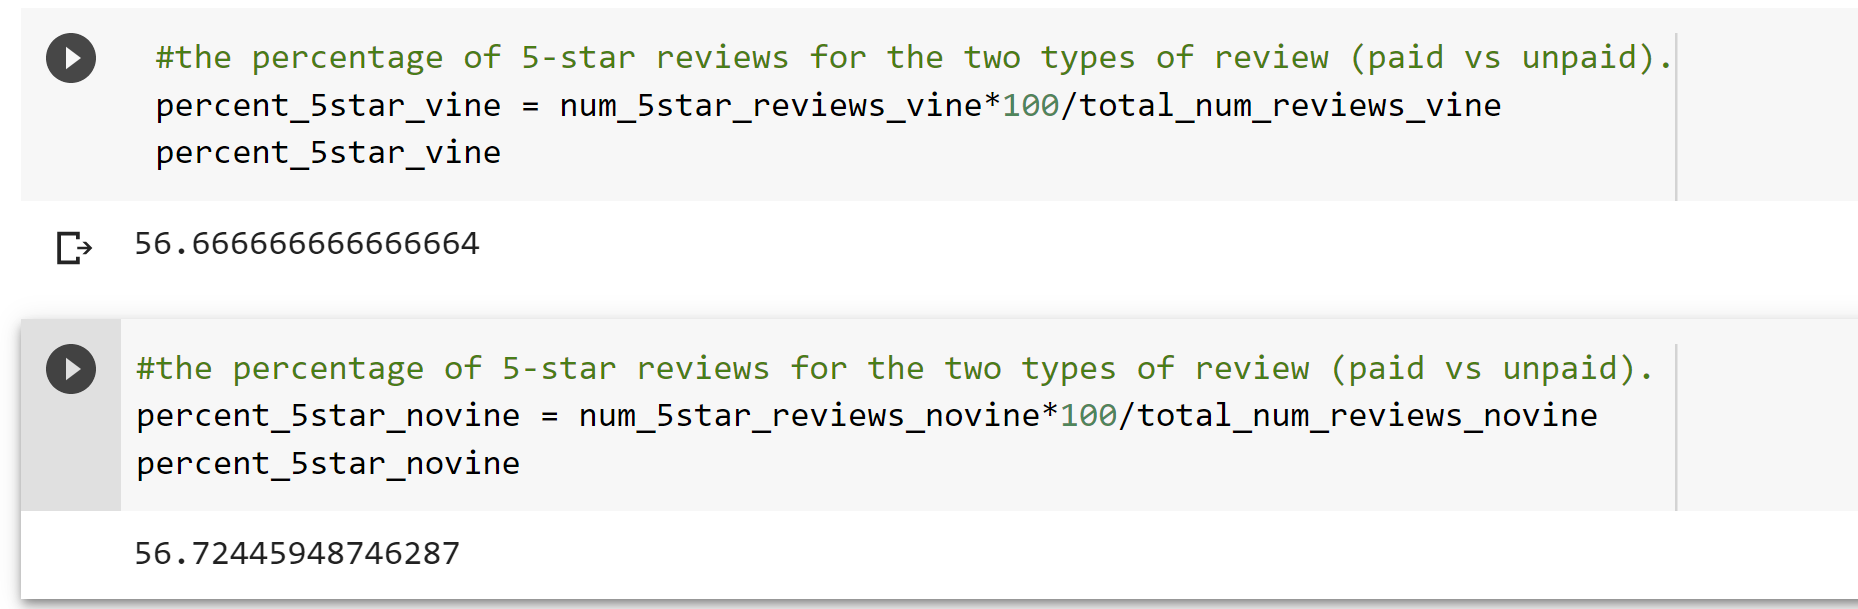 #the percentage of 5-star reviews for the two types of review (paid vs unpaid).
percent_5star_vine = num_5star_reviews_vine*100/total_num_reviews_vine
percent_5star_vine
56.666666666666664
#the percentage of 5-star reviews for the two types of review (paid vs unpaid).
percent_5star_novine = num_5star_reviews_novine*100/total_num_reviews_novine
percent_5star_novine
56.72445948746287